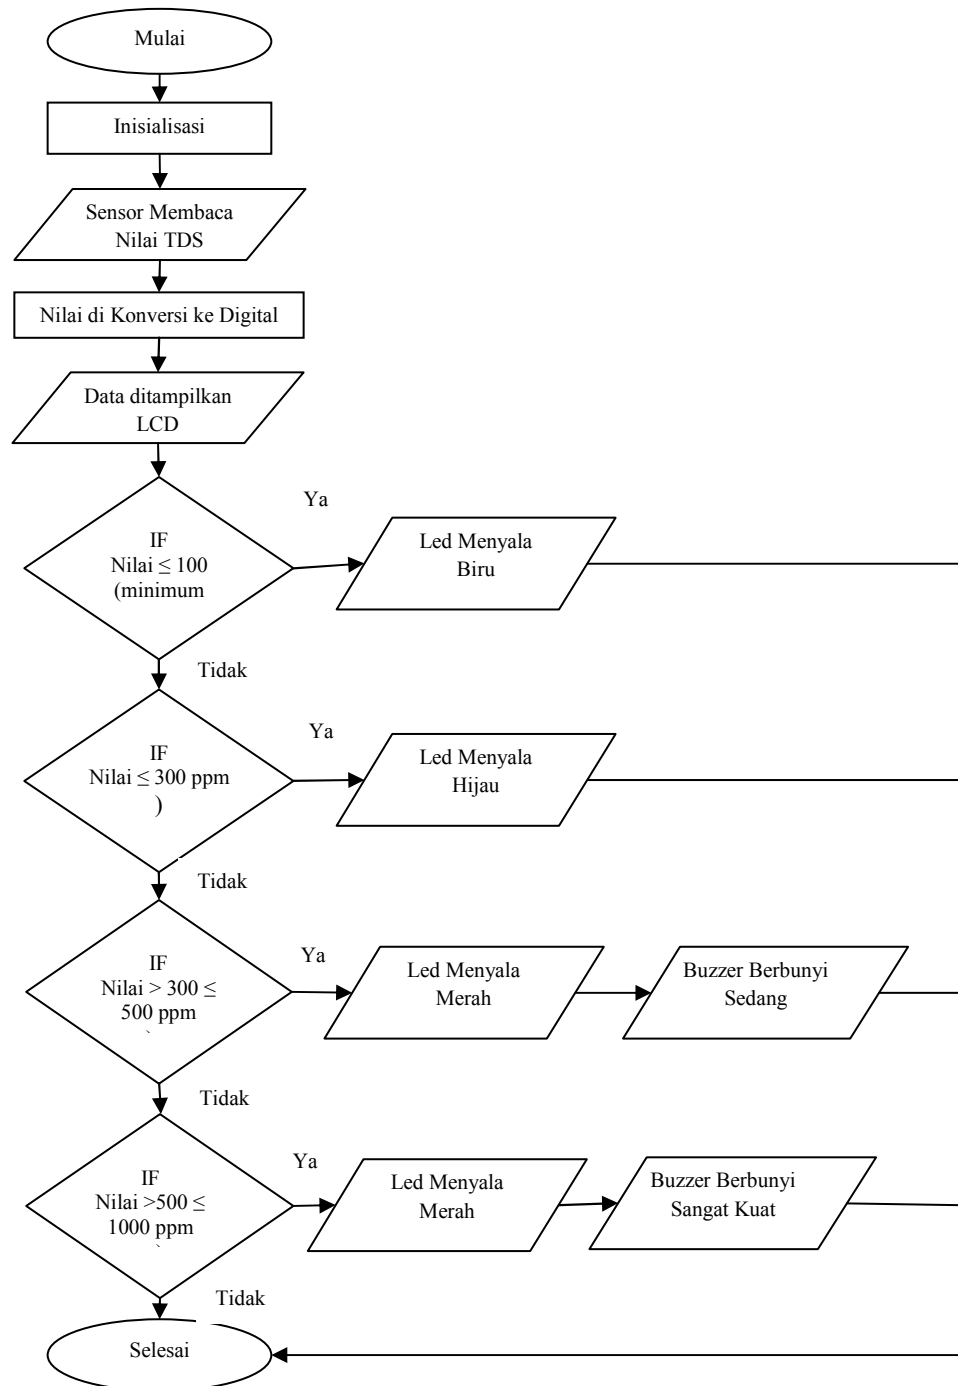 Mulai
Inisialisasi
Sensor Membaca
Nilai TDS
Nilai di Konversi ke Digital
Data ditampilkan
LCD
IF
Nilai ≤ 100
(minimum
Ya
Led Menyala
Biru
Tidak
IF
Nilai ≤ 300 ppm
)
Ya
Led Menyala
Hijau
Tidak
IF
Nilai > 300 ≤
500 ppm
Ya
Led Menyala
Merah
Buzzer Berbunyi
Sedang
Tidak
IF
Nilai >500 ≤
1000 ppm
Ya
Led Menyala
Merah
Buzzer Berbunyi
Sangat Kuat
Tidak
Selesai